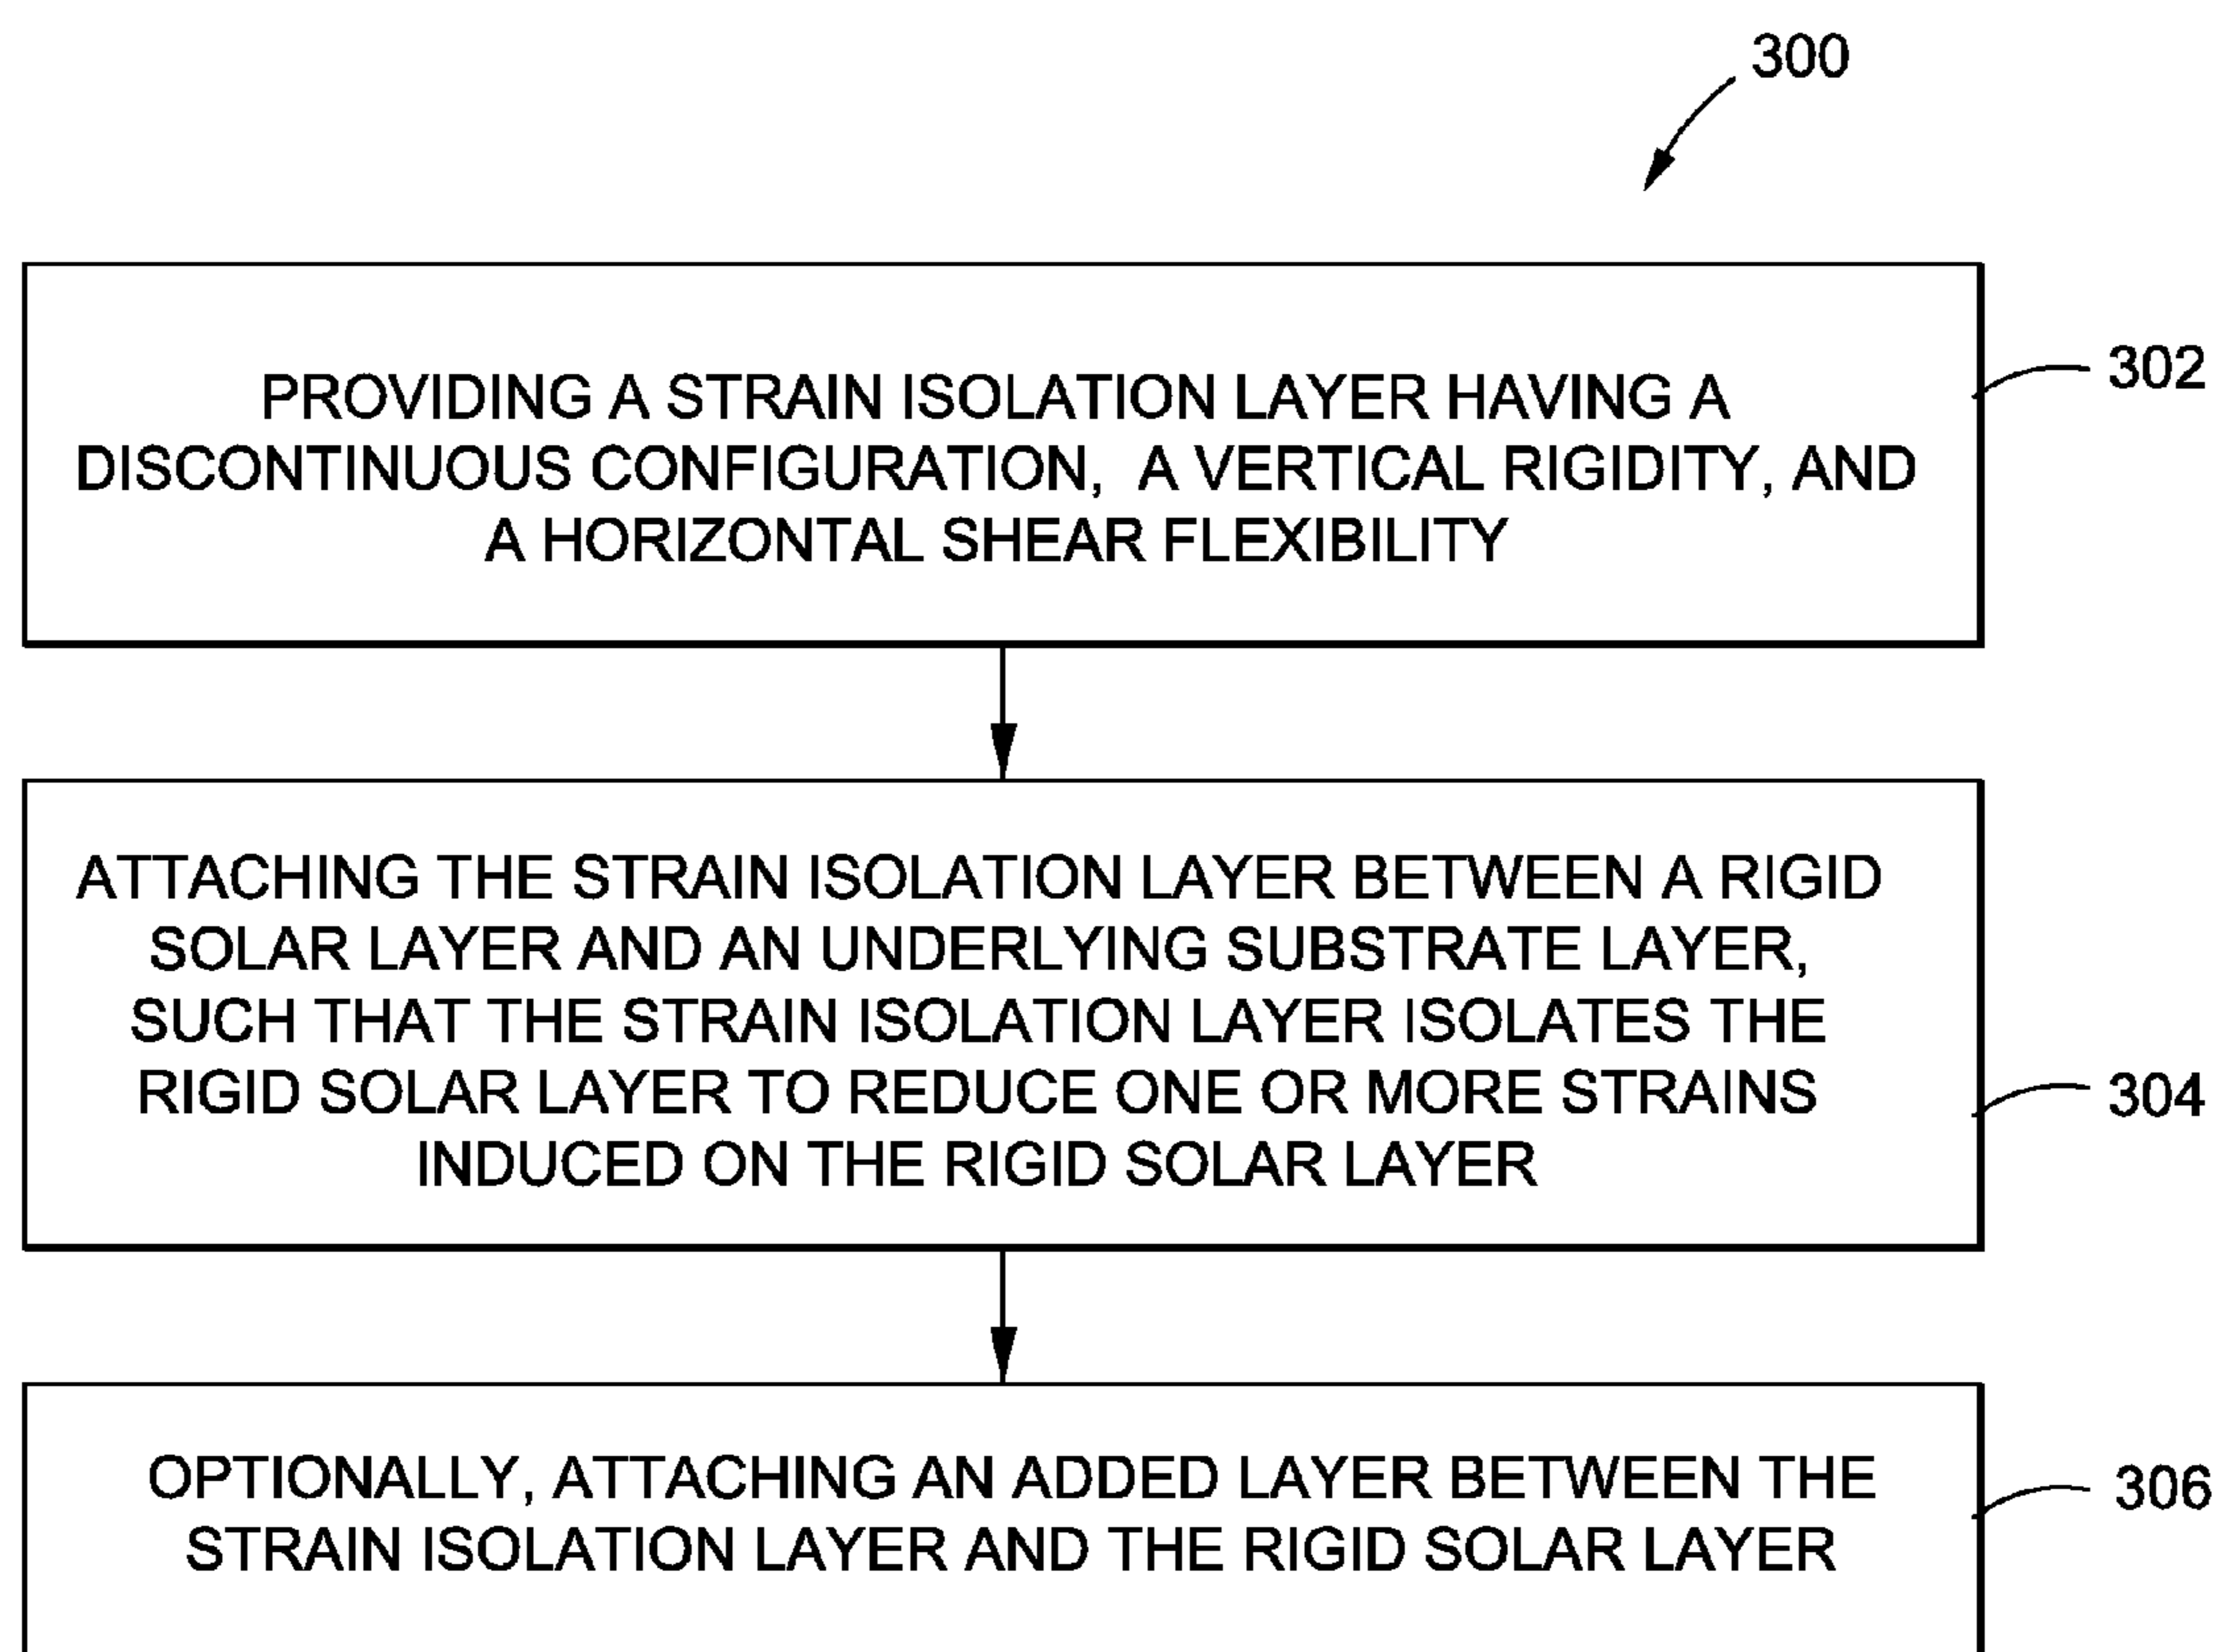 300
PROVIDING A STRAIN ISOLATION LAYER HAVING A
DISCONTINUOUS CONFIGURATION, A VERTICAL RIGIDITY, AND
A HORIZONTAL SHEAR FLEXIBILITY
302
ATTACHING THE STRAIN ISOLATION LAYER BETWEEN A RIGID
SOLAR LAYER AND AN UNDERLYING SUBSTRATE LAYER,
SUCH THAT THE STRAIN ISOLATION LAYER ISOLATES THE
RIGID SOLAR LAYER TO REDUCE ONE OR MORE STRAINS
INDUCED ON THE RIGID SOLAR LAYER
304
OPTIONALLY, ATTACHING AN ADDED LAYER BETWEEN THE
STRAIN ISOLATION LAYER AND THE RIGID SOLAR LAYER
306